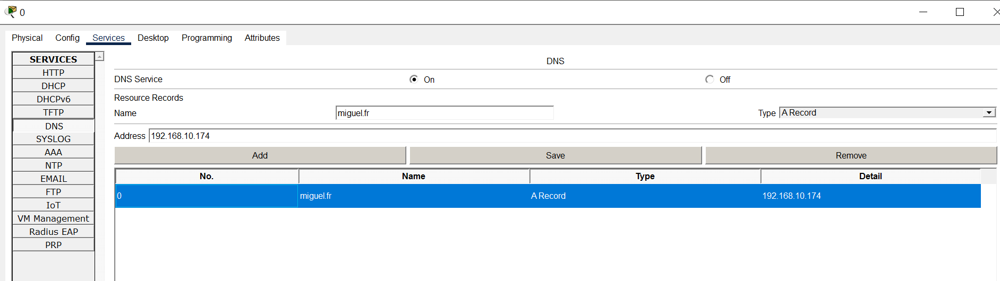 0
Physical Config Services Desktop Programming Attributes
SERVICES
HTTP
DHCP
DHCPv6
TFTP
DNS
SYSLOG
AAA
NTP
EMAIL
FTP
IoT
VM Management
Radius EAP
PRP
DNS
DNS Service On Off
Resource Records
Name miguel.fr Type A Record
Address 192.168.10.174
Add Save Remove
No. Name Type Detail
0 miguel.fr A Record 192.168.10.174